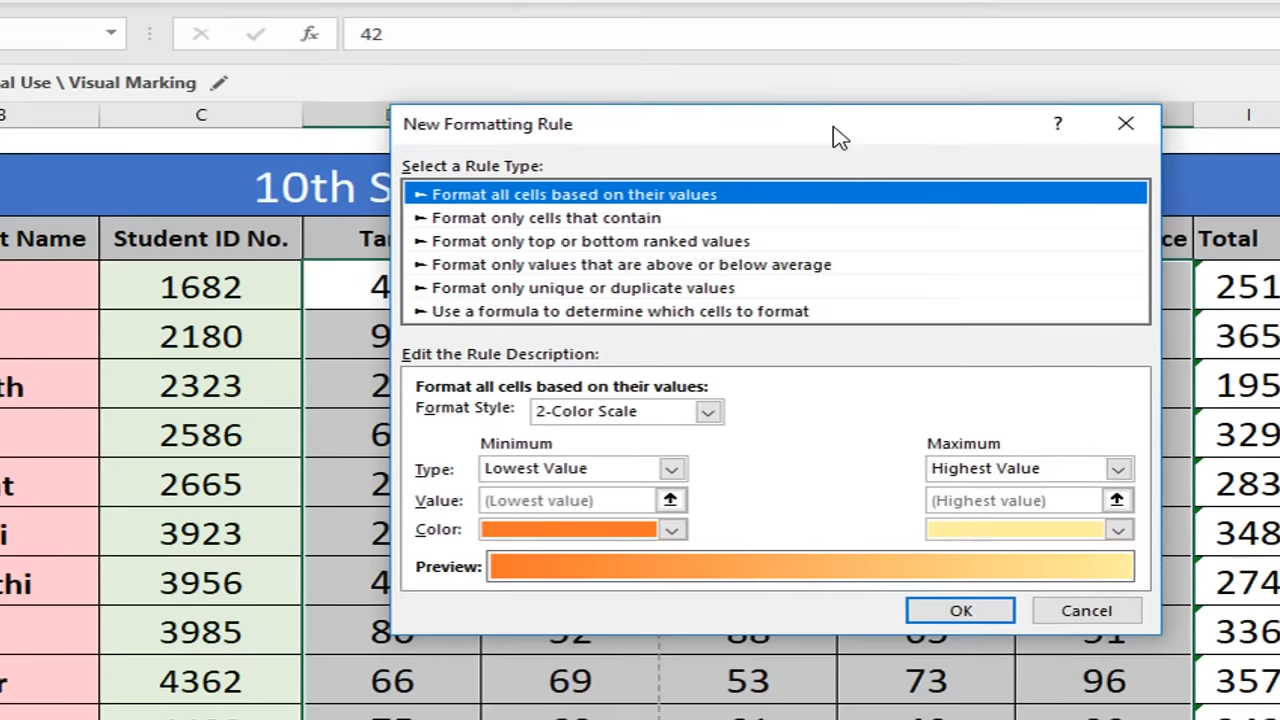 fx 42
al Use \ Visual Marking
C I
New Formatting Rule ? 
10th S
Select a Rule Type:
Format all cells based on their values
Format only cells that contain
Format only top or bottom ranked values
Format only values that are above or below average
Format only unique or duplicate values
Use a formula to determine which cells to format
t Name Student ID No. Ta ce Total
1682 4 251
2180 9 365
th 2323 2 195
2586 6 329
t 2665 2 283
i 3923 2 348
thi 3956 4 274
3985 336
r 4362 66 69 53 73 96 357
Edit the Rule Description:
Format all cells based on their values:
Format Style: 2-Color Scale
Minimum Maximum
Type: Lowest Value Highest Value
Value: (Lowest value) (Highest value)
Color:
Preview:
OK Cancel